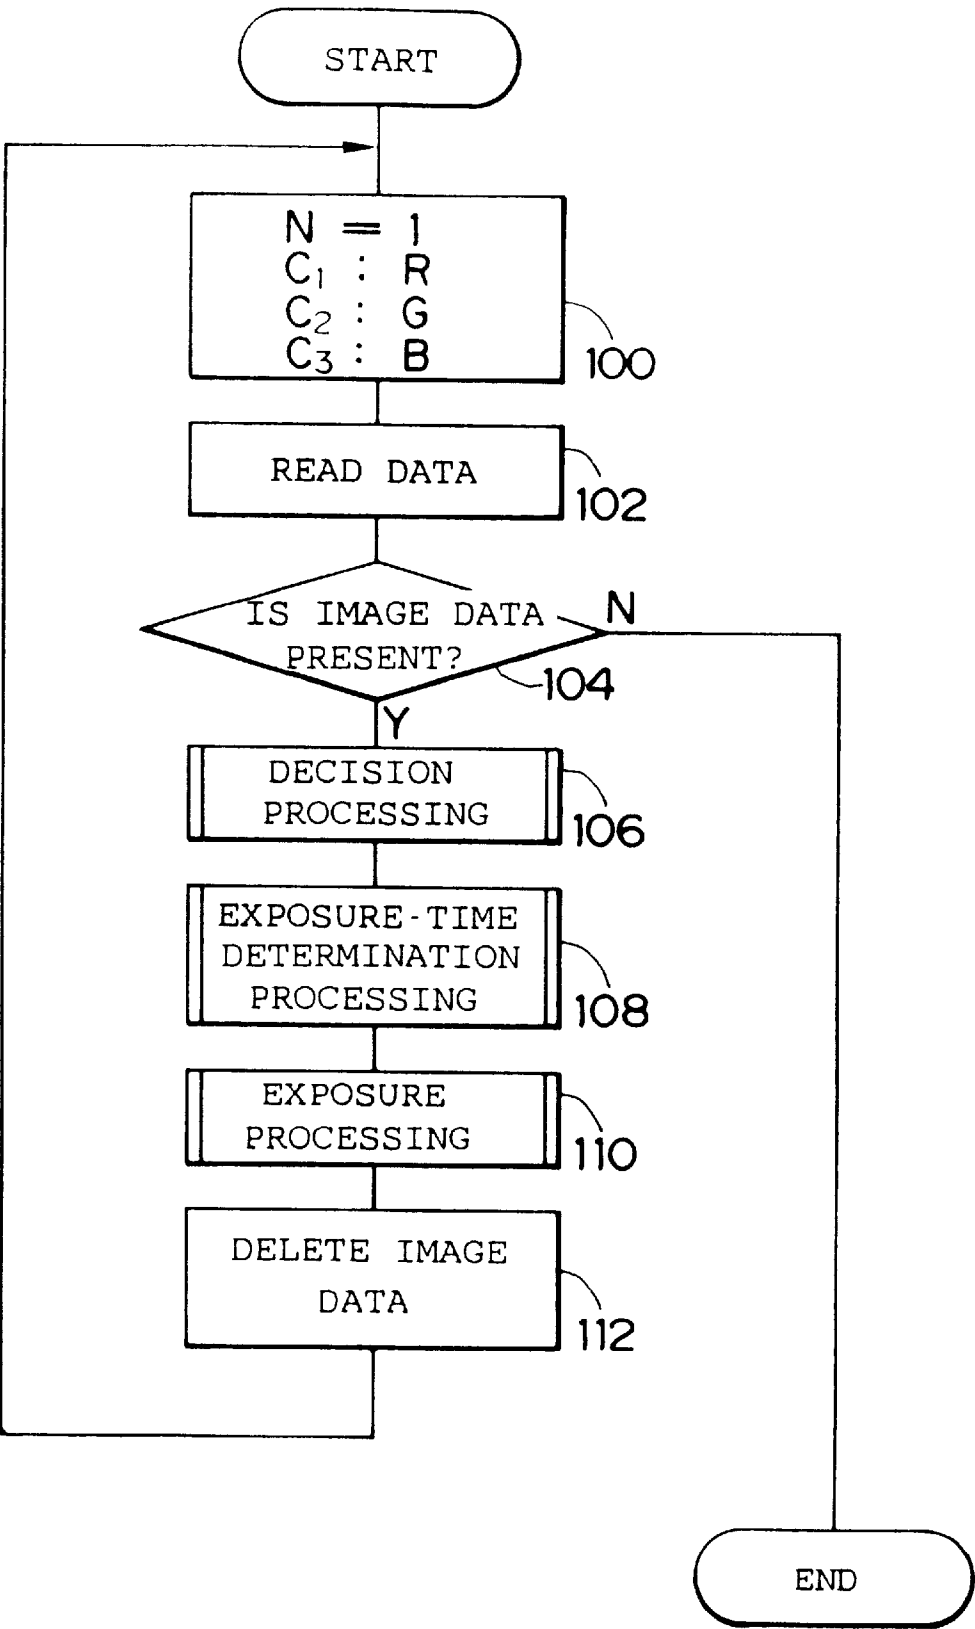 START
N = 1
C1 : R
C2 : G
C3 : B
100
READ DATA
102
IS IMAGE DATA
PRESENT?
N
104
Y
DECISION
PROCESSING
106
EXPOSURE-TIME
DETERMINATION
PROCESSING
108
EXPOSURE
PROCESSING
110
DELETE IMAGE
DATA
112
END